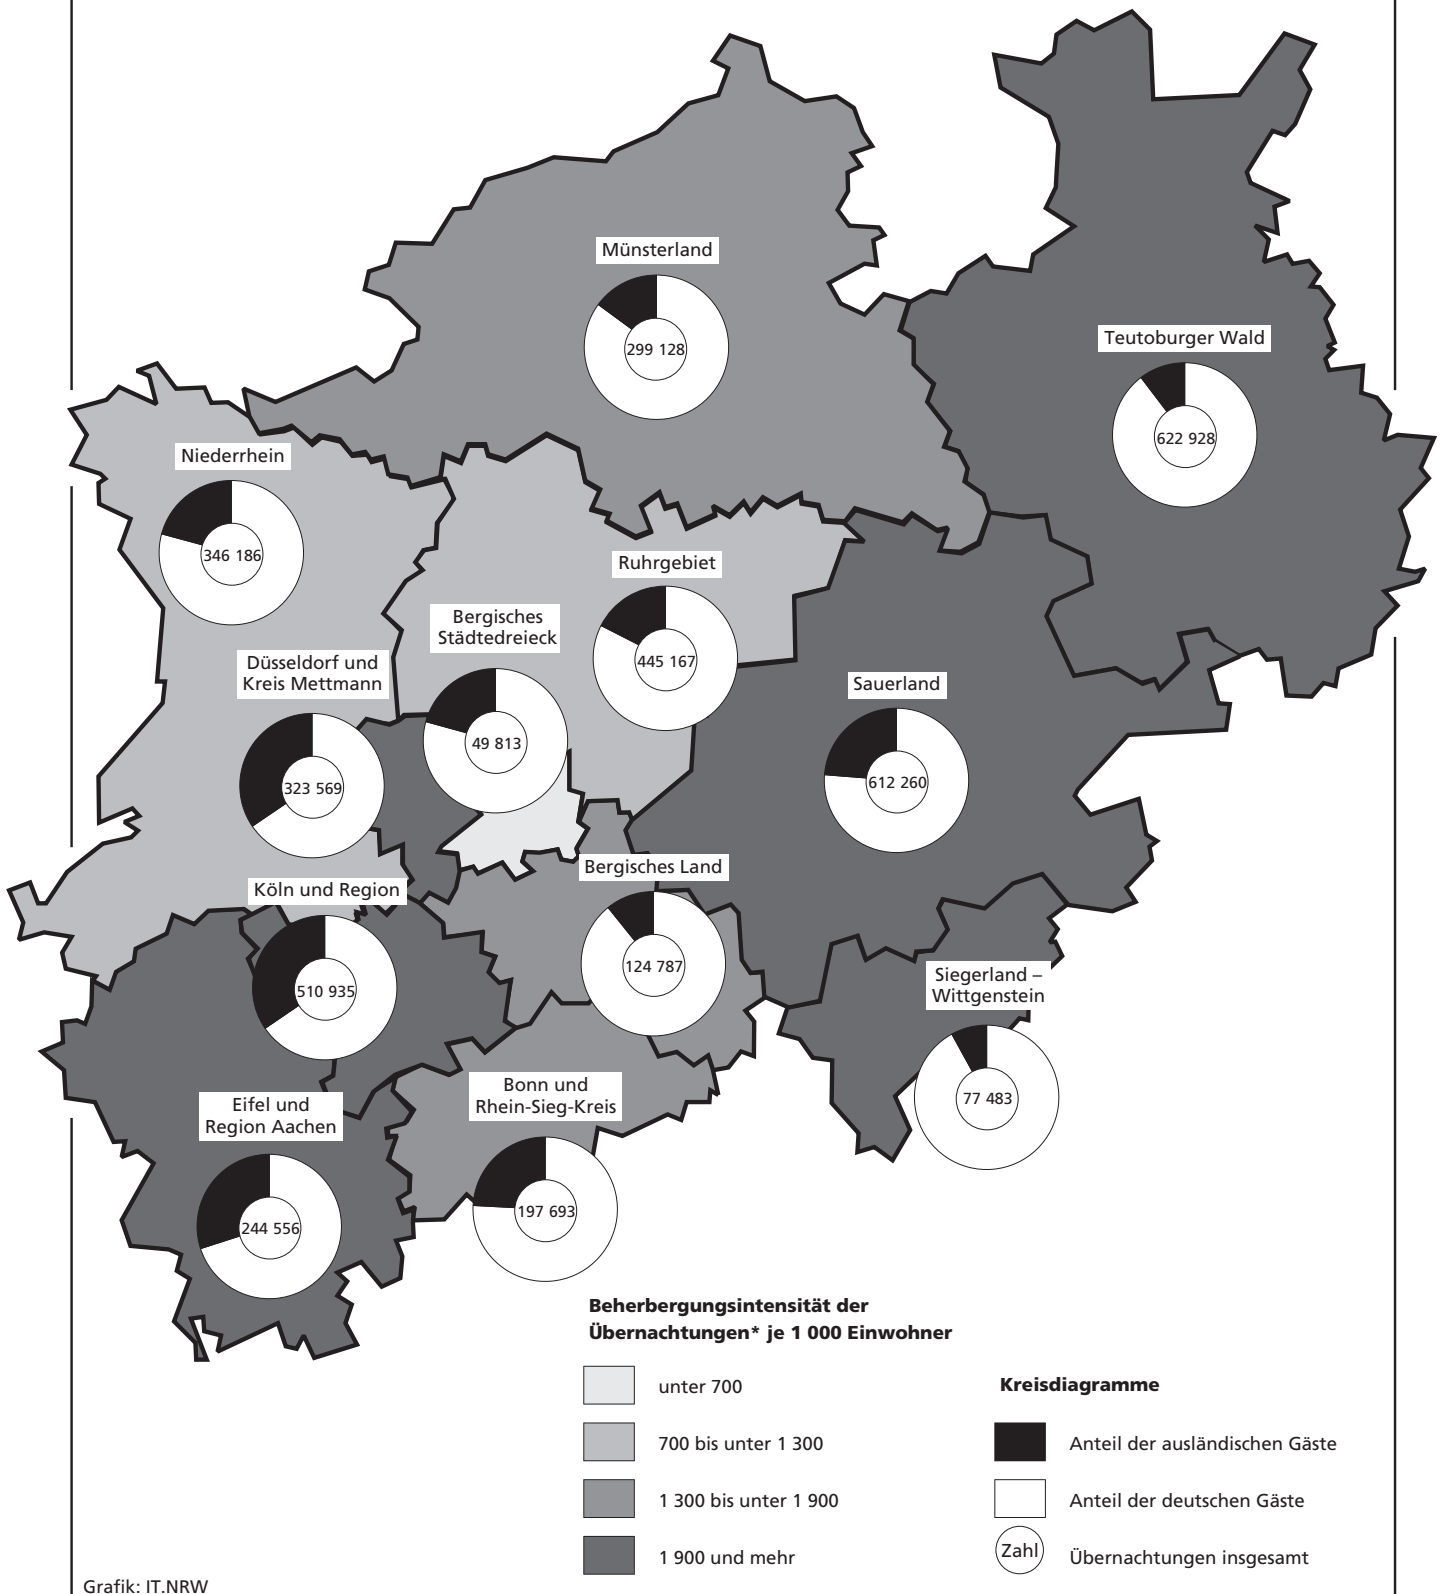 Münsterland
299 128
Teutoburger Wald
622 928
Niederrhein
346 186
Ruhrgebiet
445 167
Bergisches
Städtedreieck
49 813
Düsseldorf und
Kreis Mettmann
323 569
Sauerland
612 260
Bergisches Land
124 787
Köln und Region
510 935
Siegerland –
Wittgenstein
77 483
Bonn und
Rhein-Sieg-Kreis
197 693
Eifel und
Region Aachen
244 556
Beherbergungsintensität der
Übernachtungen* je 1 000 Einwohner
unter 700
700 bis unter 1 300
1 300 bis unter 1 900
1 900 und mehr
Kreisdiagramme
Anteil der ausländischen Gäste
Anteil der deutschen Gäste
Zahl
Übernachtungen insgesamt
Grafik: IT.NRW